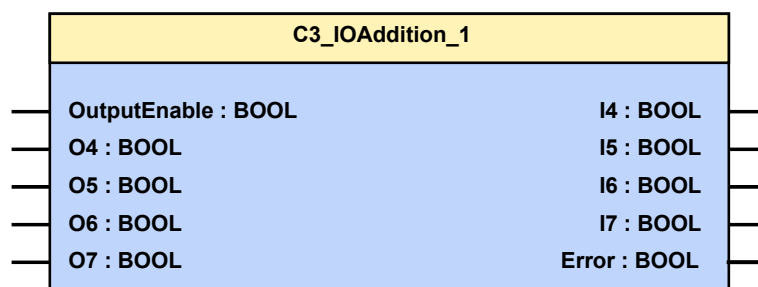 C3_IOAddition_1
OutputEnable : BOOL I4 : BOOL
O4 : BOOL I5 : BOOL
O5 : BOOL I6 : BOOL
O6 : BOOL I7 : BOOL
O7 : BOOL Error : BOOL